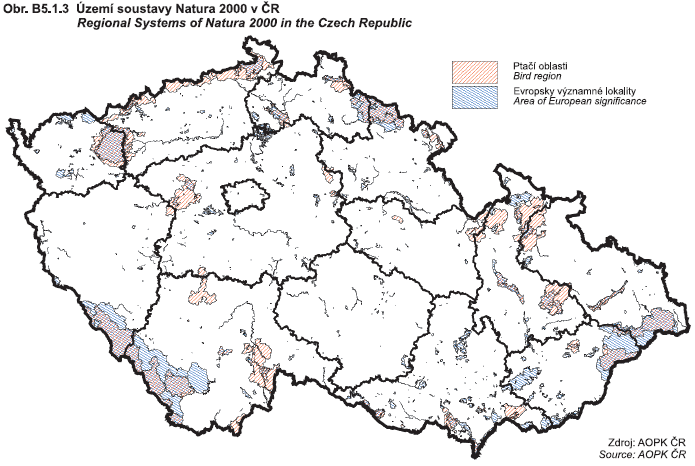 Obr. B5.1.3 Území soustavy Natura 2000 v ČR
Regional Systems of Natura 2000 in the Czech Republic
Ptačí oblasti
Bird region
Evropsky významné lokality
Area of European significance
Zdroj: AOPK ČR
Source: AOPK ČR